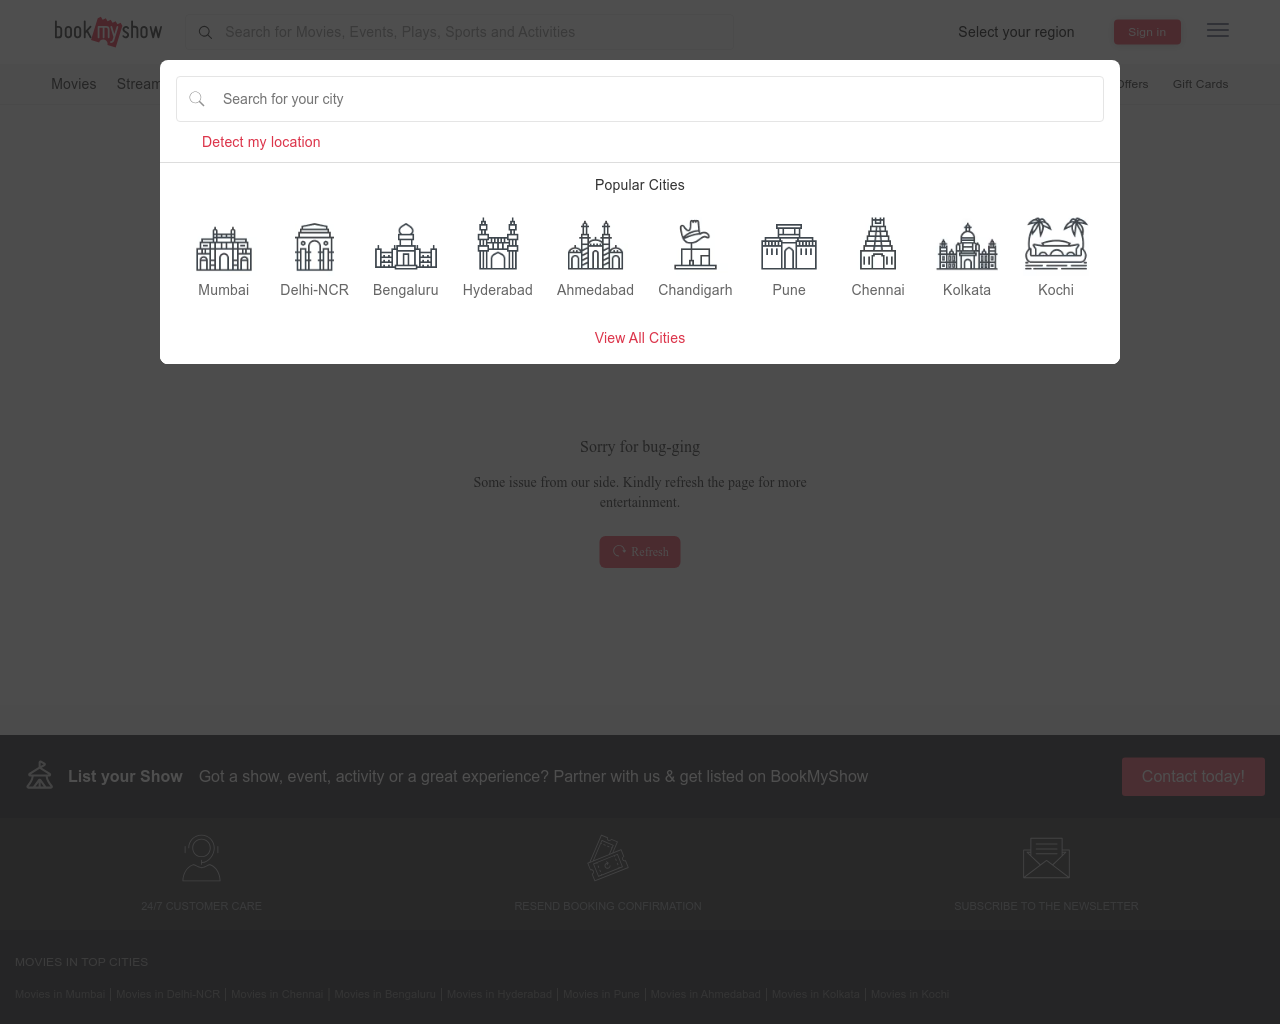 bookmyshow
Search for Movies, Events, Plays, Sports and Activities
Select your region
Sign in
Movies
Stream
Offers
Gift Cards
Search for your city
Detect my location
Popular Cities
Mumbai
Delhi-NCR
Bengaluru
Hyderabad
Ahmedabad
Chandigarh
Pune
Chennai
Kolkata
Kochi
View All Cities
Sorry for bug-ging
Some issue from our side. Kindly refresh the page for more
entertainment.
Refresh
List your Show Got a show, event, activity or a great experience? Partner with us & get listed on BookMyShow
Contact today!
24/7 CUSTOMER CARE
RESEND BOOKING CONFIRMATION
SUBSCRIBE TO THE NEWSLETTER
MOVIES IN TOP CITIES
Movies in Mumbai | Movies in Delhi-NCR | Movies in Chennai | Movies in Bengaluru | Movies in Hyderabad | Movies in Pune | Movies in Ahmedabad | Movies in Kolkata | Movies in Kochi